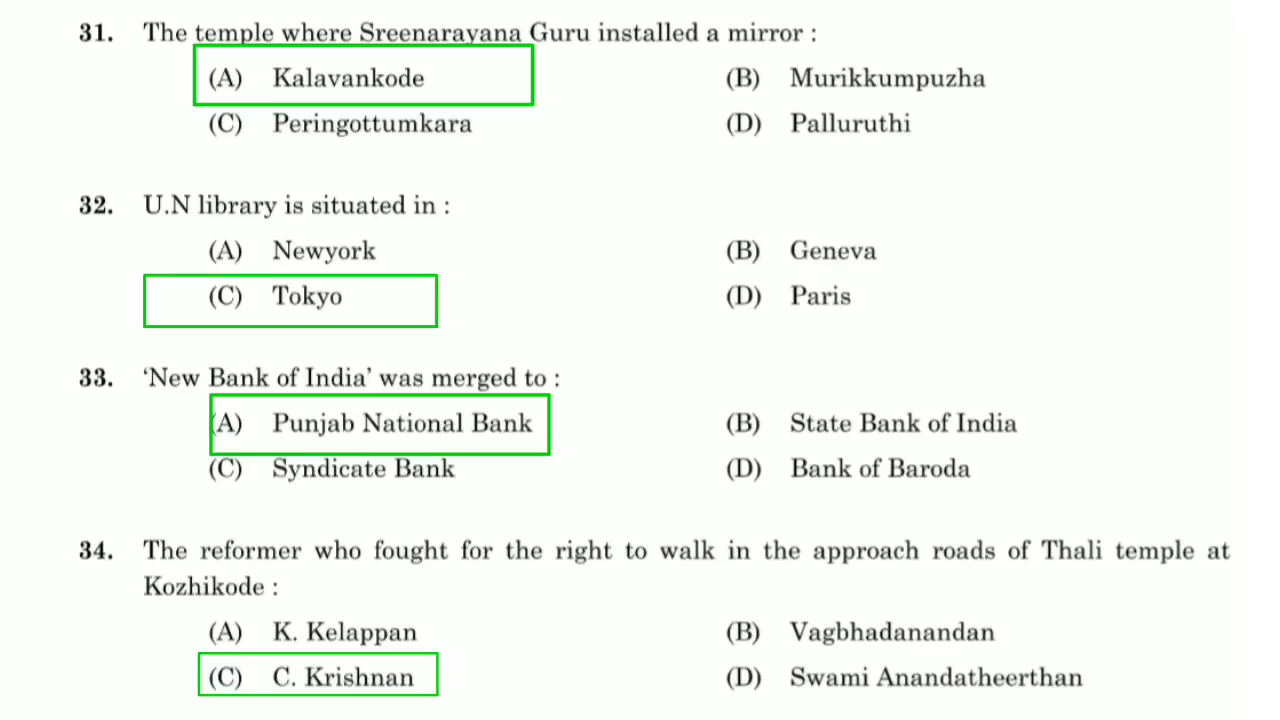 31. The temple where Sreenarayana Guru installed a mirror :
(A) Kalavankode (B) Murikkumpuzha
(C) Peringottumkara (D) Palluruthi
32. U.N library is situated in :
(A) Newyork (B) Geneva
(C) Tokyo (D) Paris
33. ‘New Bank of India’ was merged to :
(A) Punjab National Bank (B) State Bank of India
(C) Syndicate Bank (D) Bank of Baroda
34. The reformer who fought for the right to walk in the approach roads of Thali temple at
Kozhikode :
(A) K. Kelappan (B) Vagbhadanandan
(C) C. Krishnan (D) Swami Anandatheerthan